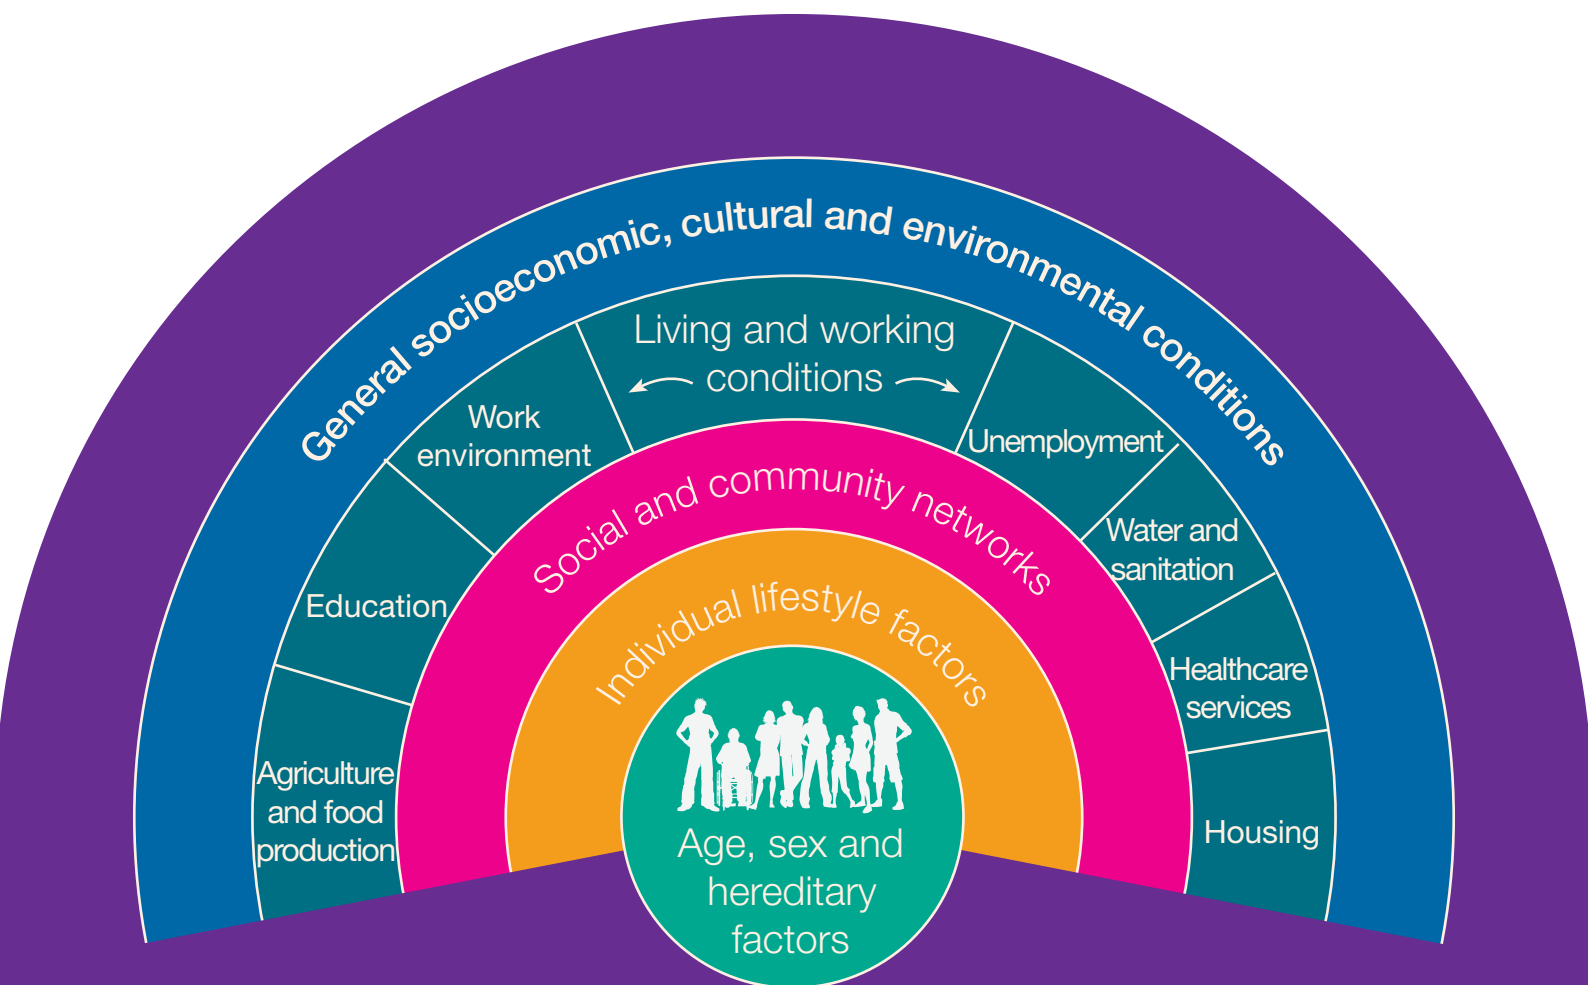 General socioeconomic, cultural and environmental conditions
Living and working
conditions
Work
environment
Unemployment
Education
Water and
sanitation
Agriculture
and food
production
Healthcare
services
Housing
Social and community networks
Individual lifestyle factors
Age, sex and
hereditary
factors